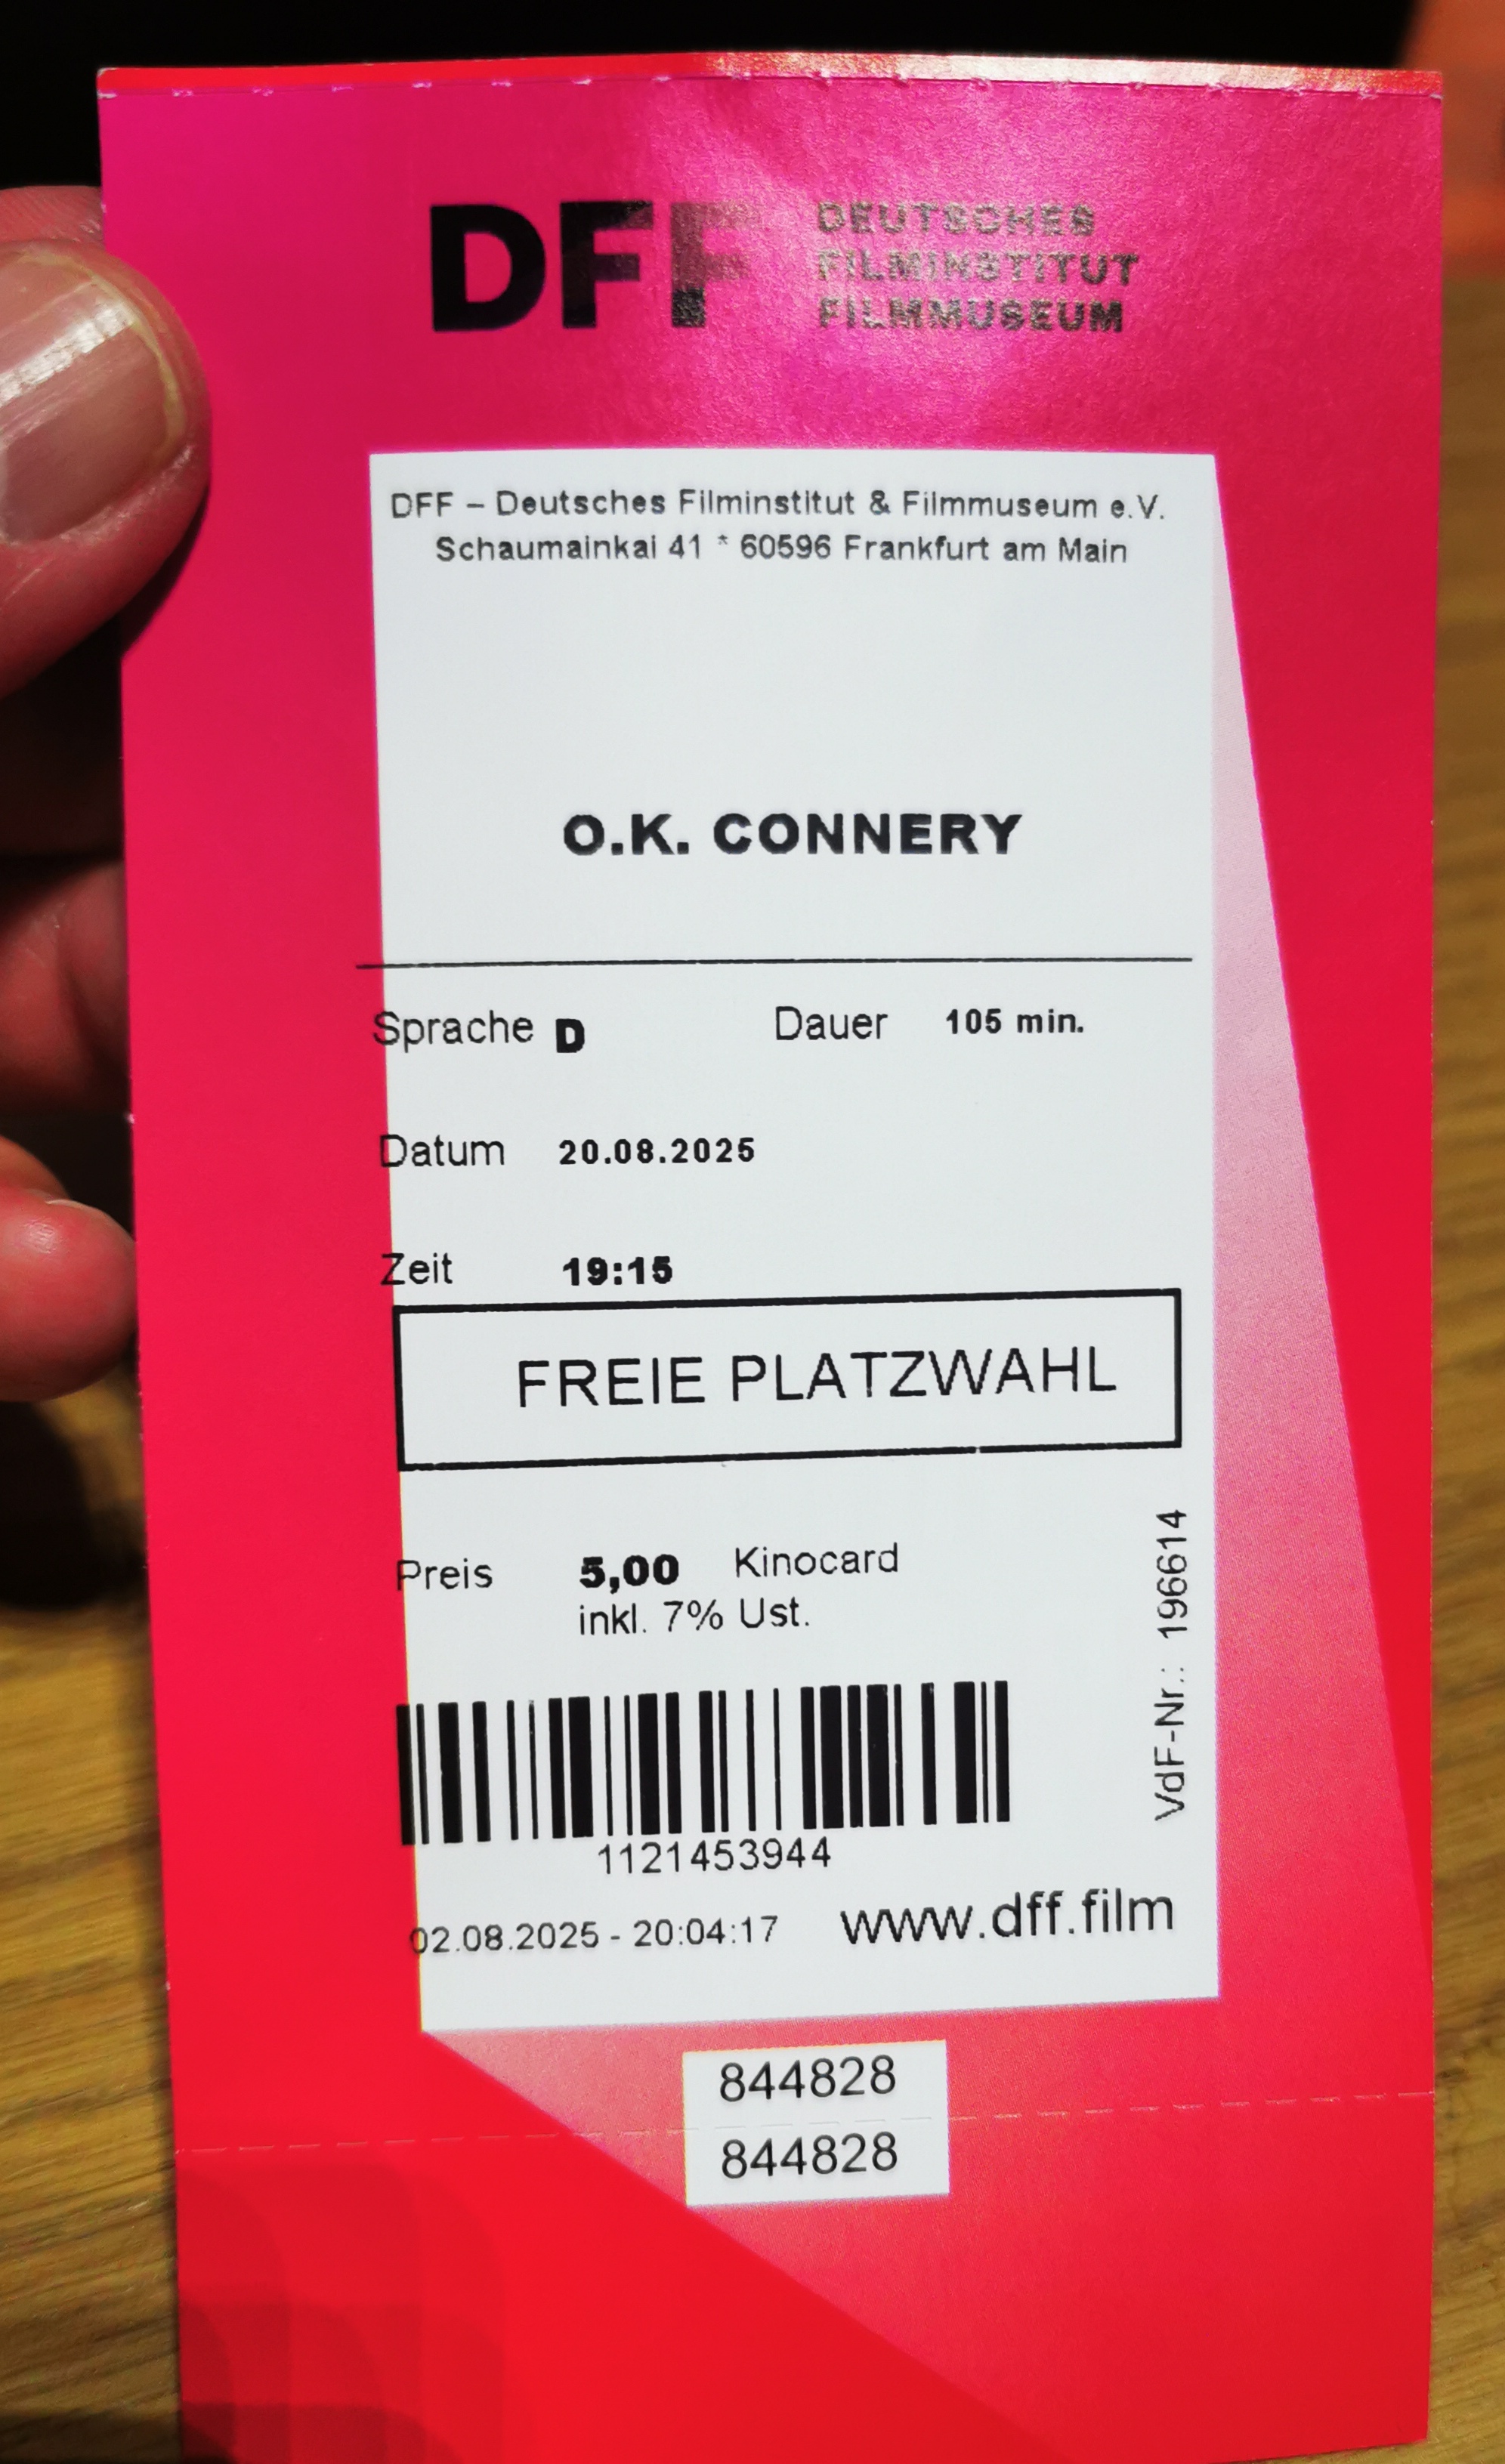 DFF
DEUTSCHES
FILMINSTITUT
FILMMUSEUM
DFF – Deutsches Filminstitut & Filmmuseum e.V.
Schaumainkai 41 * 60596 Frankfurt am Main
O.K. CONNERY
Sprache D Dauer 105 min.
Datum 20.08.2025
Zeit 19:15
FREIE PLATZWAHL
Preis 5,00 Kinocard
inkl. 7% Ust.
VdF-Nr.: 196614
1121453944
02.08.2025 - 20:04:17 www.dff.film
844828
844828